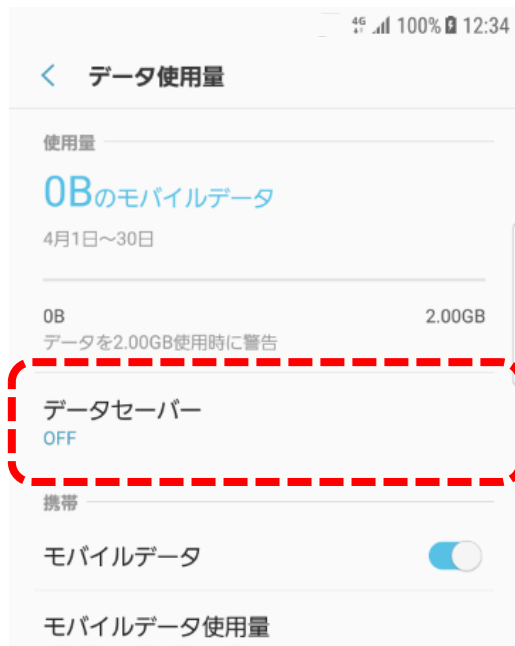 4G 100% 12:34
データ使用量
使用量
0Bのモバイルデータ
4月1日～30日
0B 2.00GB
データを2.00GB使用時に警告
データセーバー
OFF
携帯
モバイルデータ
モバイルデータ使用量